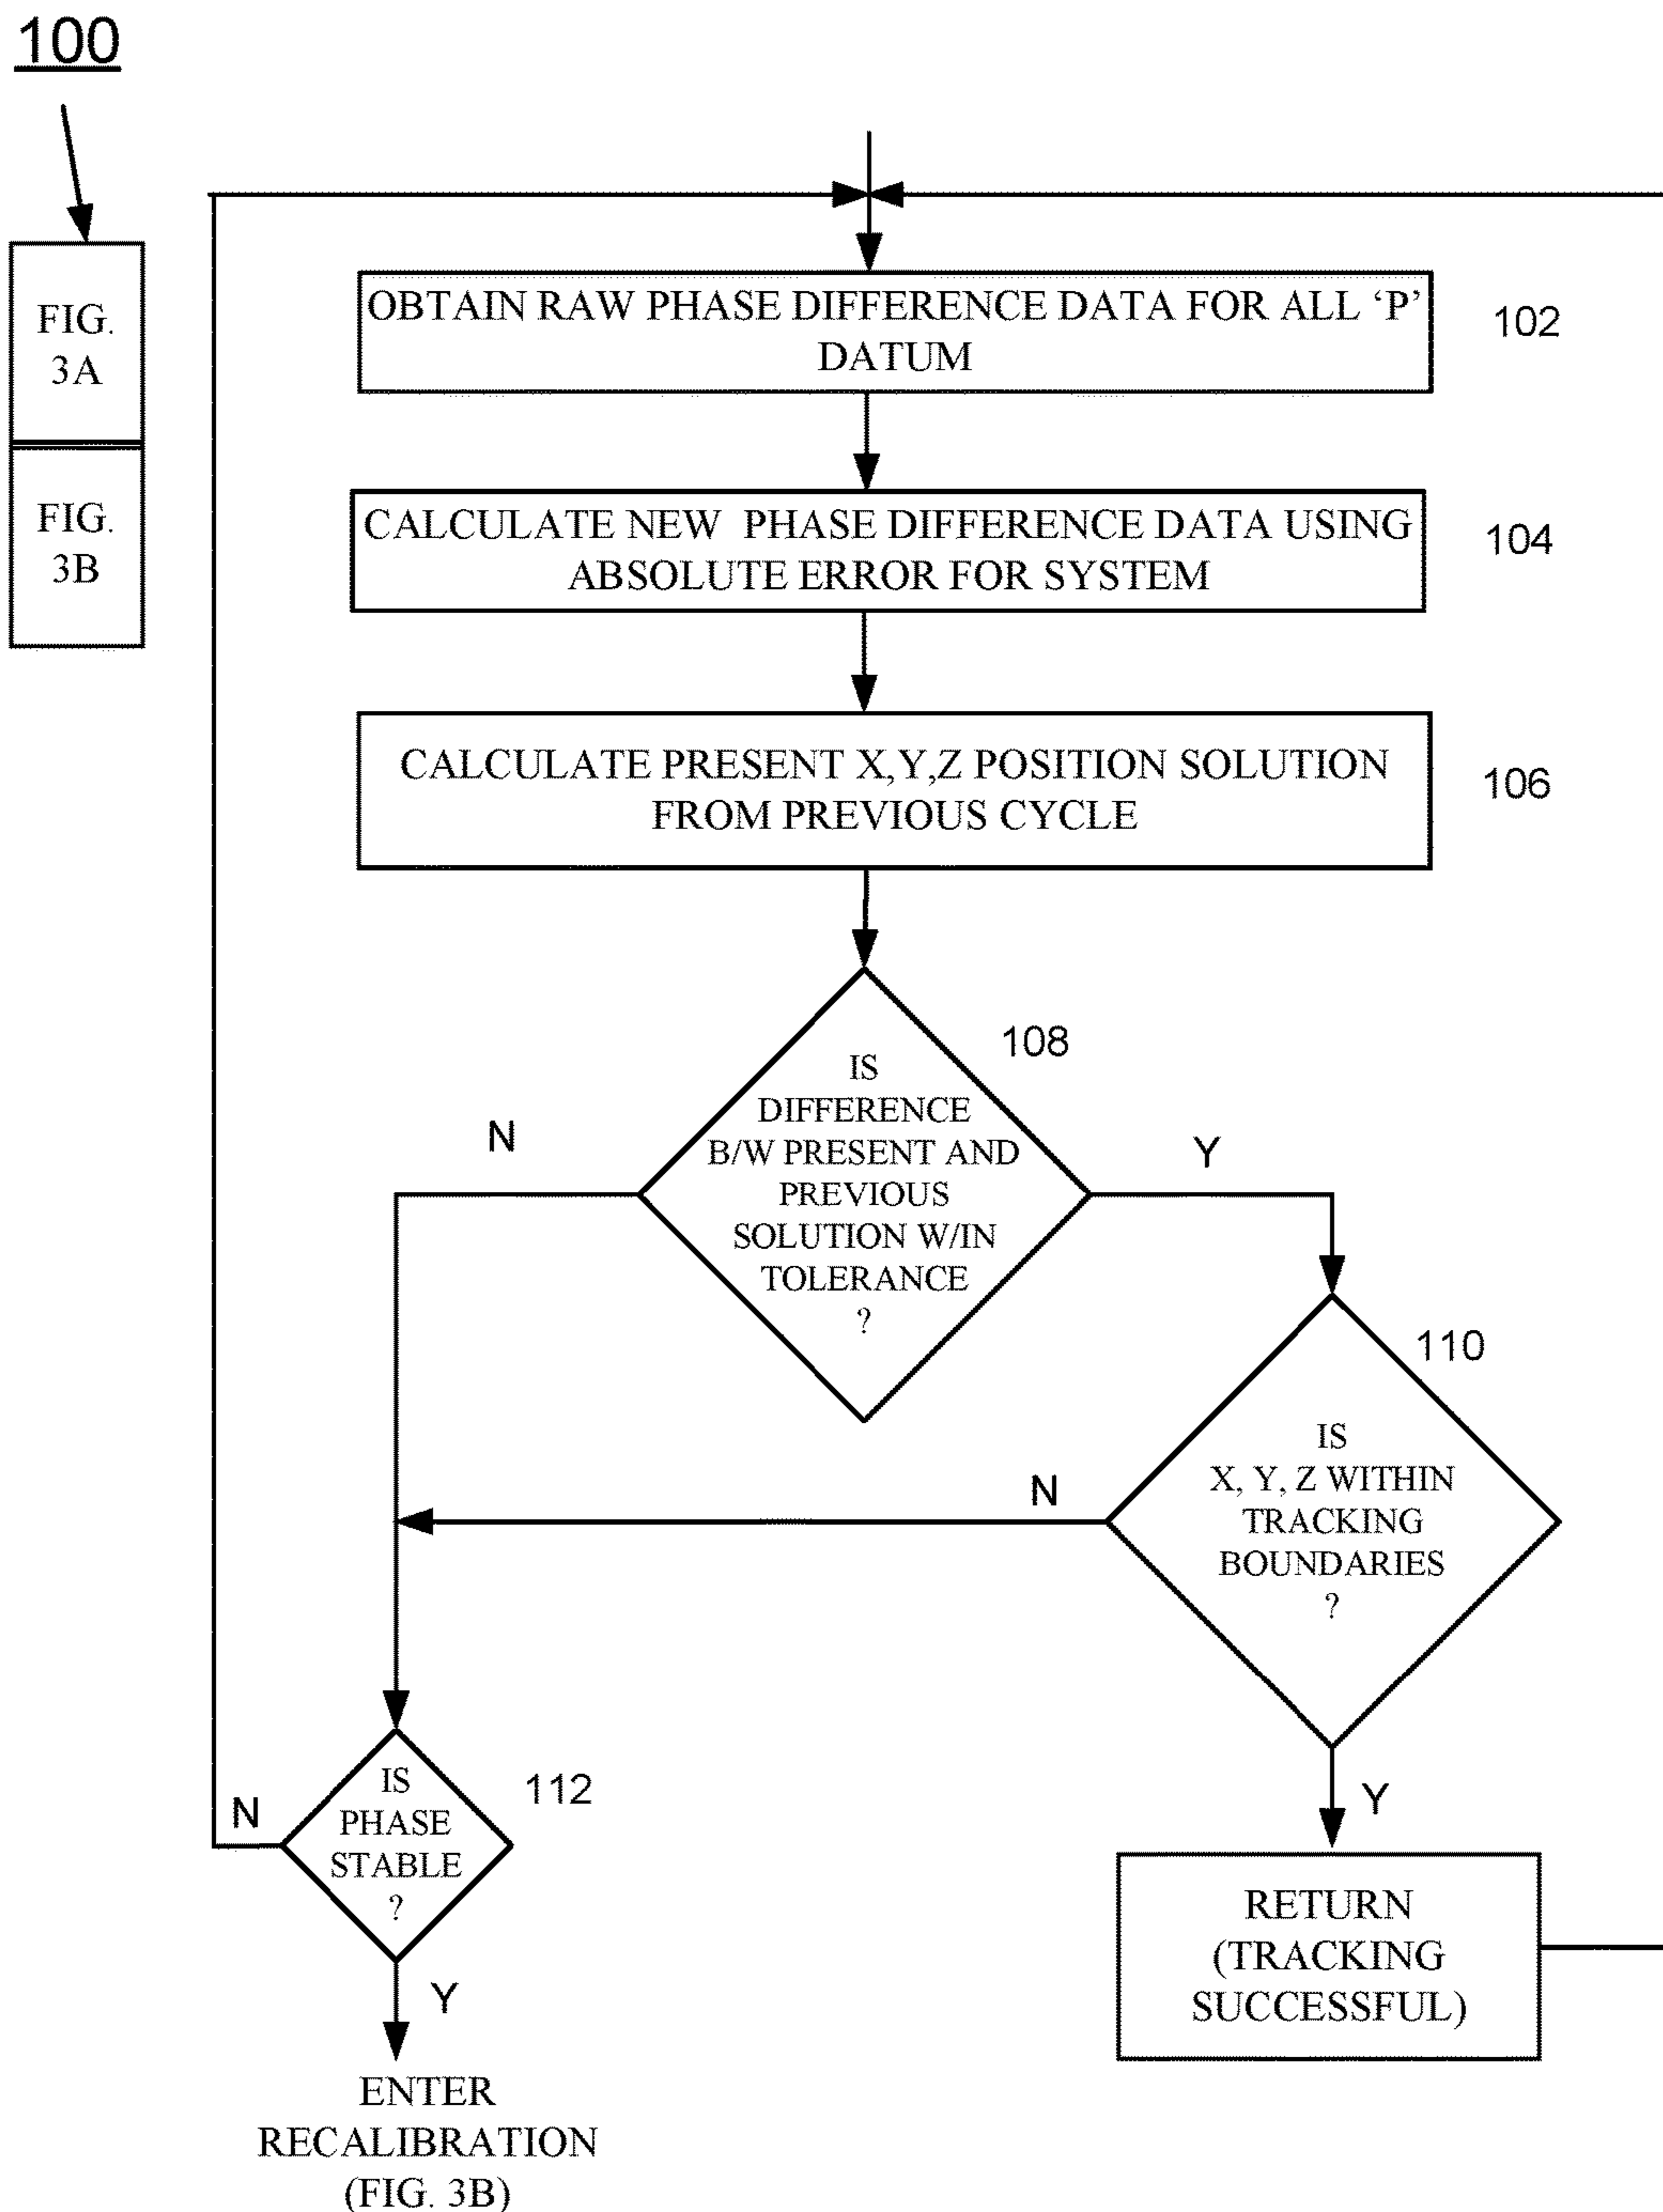 100
FIG.
3A
FIG.
3B
OBTAIN RAW PHASE DIFFERENCE DATA FOR ALL ‘P’
DATUM
102
CALCULATE NEW PHASE DIFFERENCE DATA USING
ABSOLUTE ERROR FOR SYSTEM
104
CALCULATE PRESENT X,Y,Z POSITION SOLUTION
FROM PREVIOUS CYCLE
106
IS
DIFFERENCE
B/W PRESENT AND
PREVIOUS
SOLUTION W/IN
TOLERANCE
?
108
N
Y
IS
X, Y, Z WITHIN
TRACKING
BOUNDARIES
?
110
N
Y
IS
PHASE
STABLE
?
112
N
Y
RETURN
(TRACKING
SUCCESSFUL)
ENTER
RECALIBRATION
(FIG. 3B)